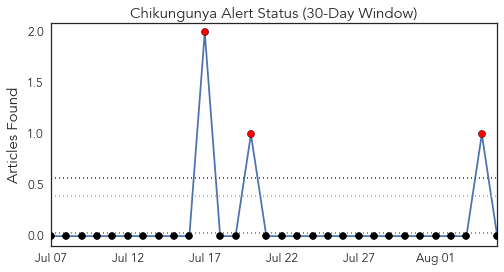 Chikungunya Alert Status (30-Day Window)
Articles Found
2.0
1.5
1.0
0.5
0.0
Jul 07 Jul 12 Jul 17 Jul 22 Jul 27 Aug 01